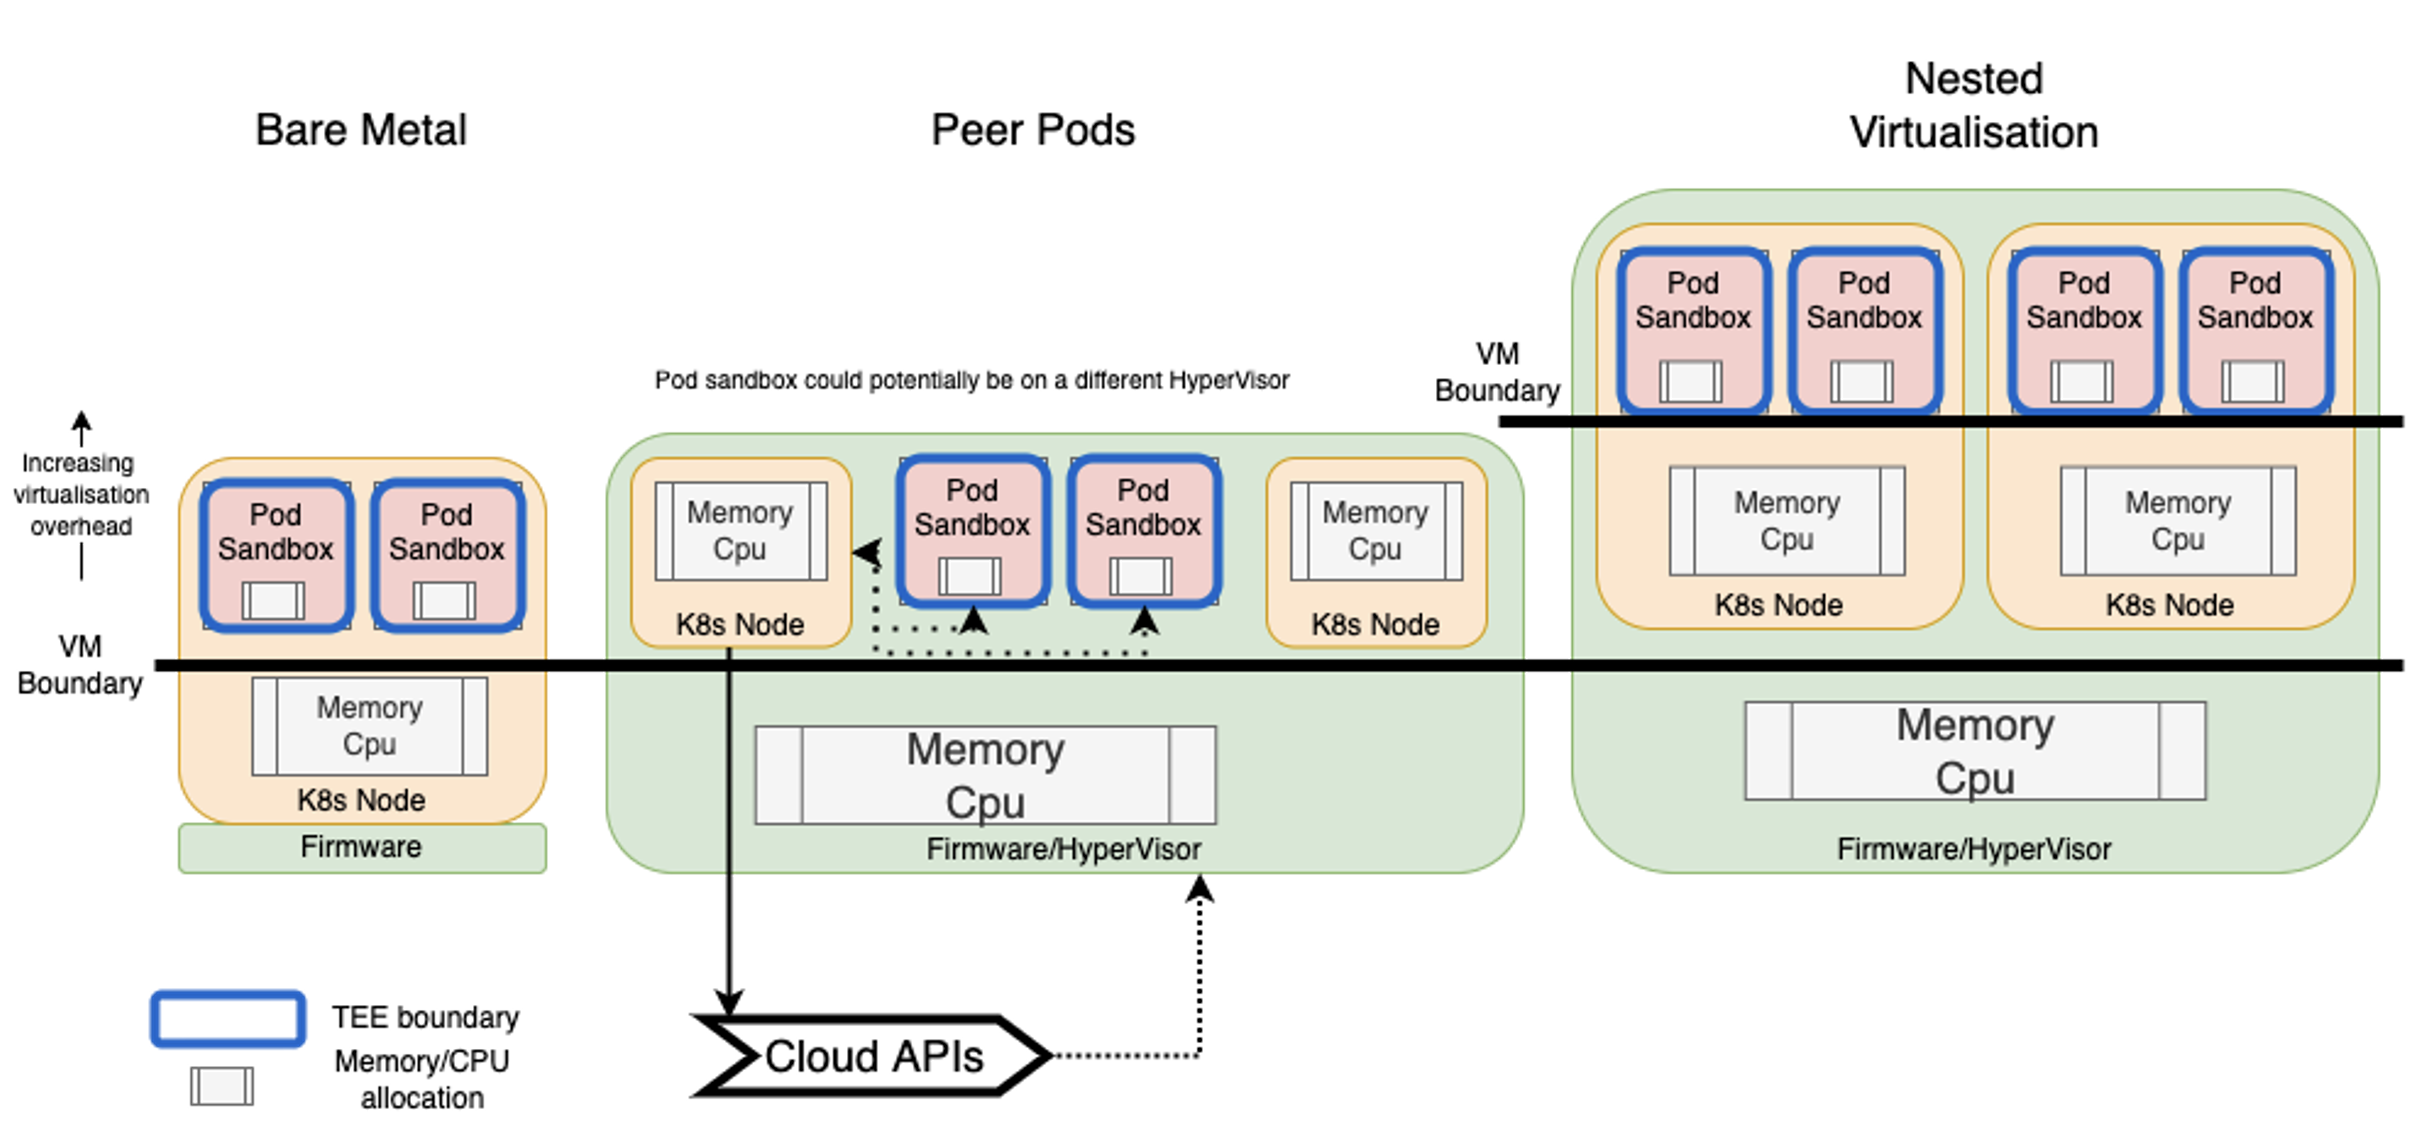 Bare Metal
Peer Pods
Nested
Virtualisation
Increasing
virtualisation
overhead
VM
Boundary
Pod
Sandbox
Pod
Sandbox
Memory
Cpu
K8s Node
Firmware
Pod sandbox could potentially be on a different HyperVisor
Memory
Cpu
K8s Node
Pod
Sandbox
Pod
Sandbox
Memory
Cpu
K8s Node
Memory
Cpu
Firmware/HyperVisor
Cloud APIs
VM
Boundary
Pod
Sandbox
Pod
Sandbox
Pod
Sandbox
Pod
Sandbox
Memory
Cpu
K8s Node
Memory
Cpu
K8s Node
Memory
Cpu
Firmware/HyperVisor
TEE boundary
Memory/CPU
allocation